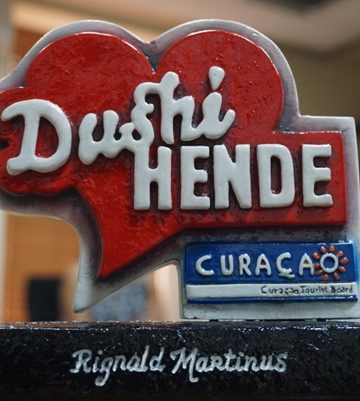 Dushi
HENDE
CURAÇAO
Curaçao Tourist Board
Rignald Martinus